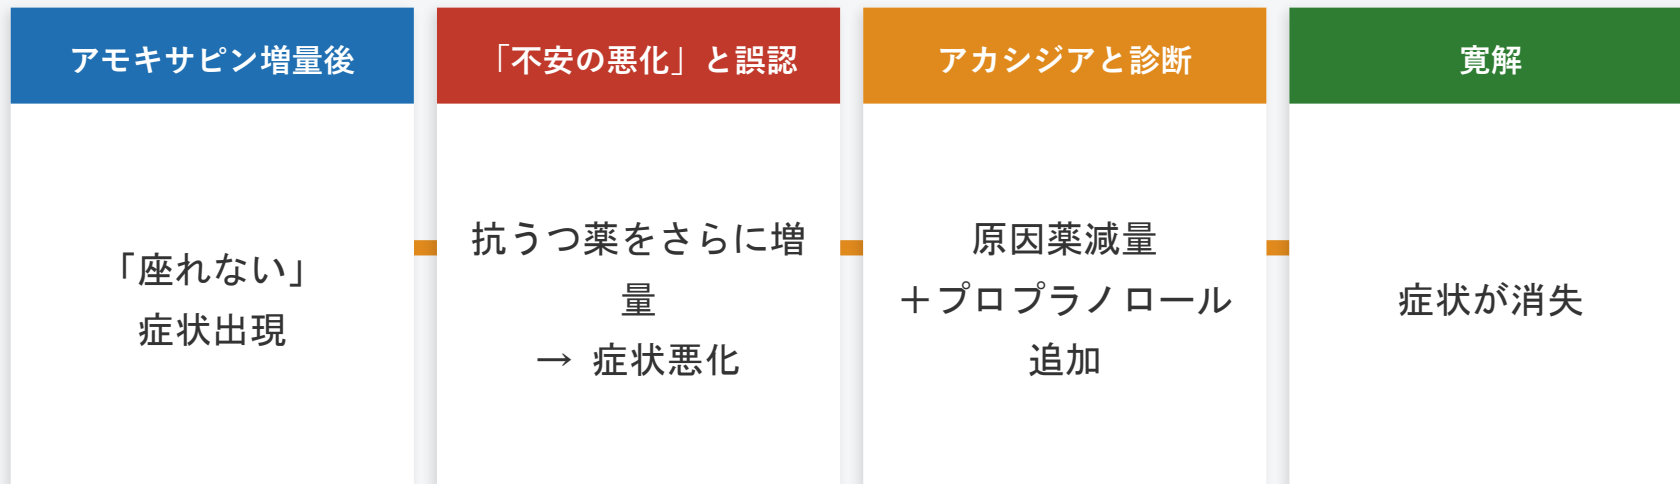 アモキサピン増量後
「座れない」
症状出現
「不安の悪化」と誤認
抗うつ薬をさらに増
量
→ 症状悪化
アカシジアと診断
原因薬減量
＋プロプラノロール
追加
寛解
症状が消失